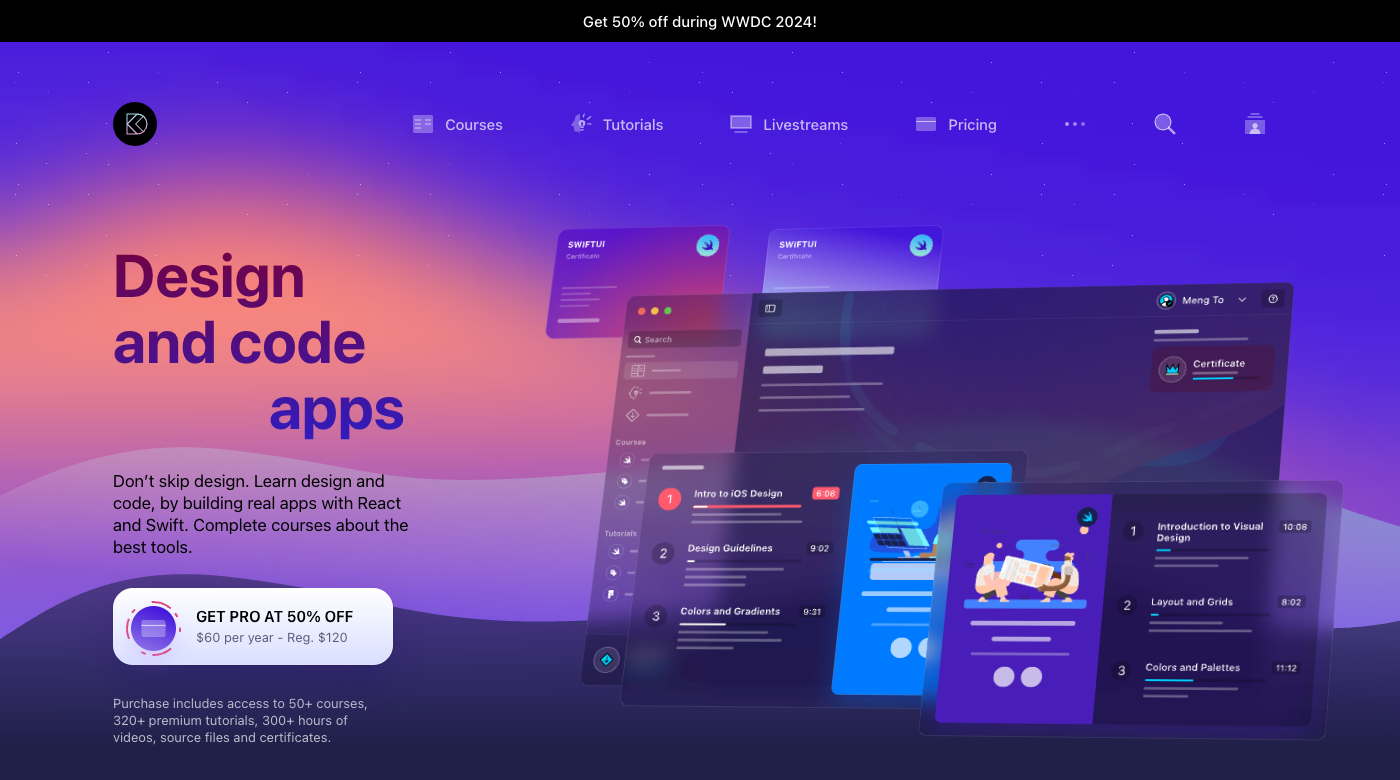 Get 50% off during WWDC 2024!
Courses
Tutorials
Livestreams
Pricing
Design
and code
apps
Don’t skip design. Learn design and
code, by building real apps with React
and Swift. Complete courses about the
best tools.
GET PRO AT 50% OFF
$60 per year - Reg. $120
Purchase includes access to 50+ courses,
320+ premium tutorials, 300+ hours of
videos, source files and certificates.
SWIFTUI
Certificate
SWIFTUI
Certificate
Meng To
Search
Certificate
Courses
Tutorials
1 Intro to iOS Design 6:08
2 Design Guidelines 9:02
3 Colors and Gradients 9:31
1 Introduction to Visual 10:08
Design
2 Layout and Grids 8:02
3 Colors and Palettes 11:12